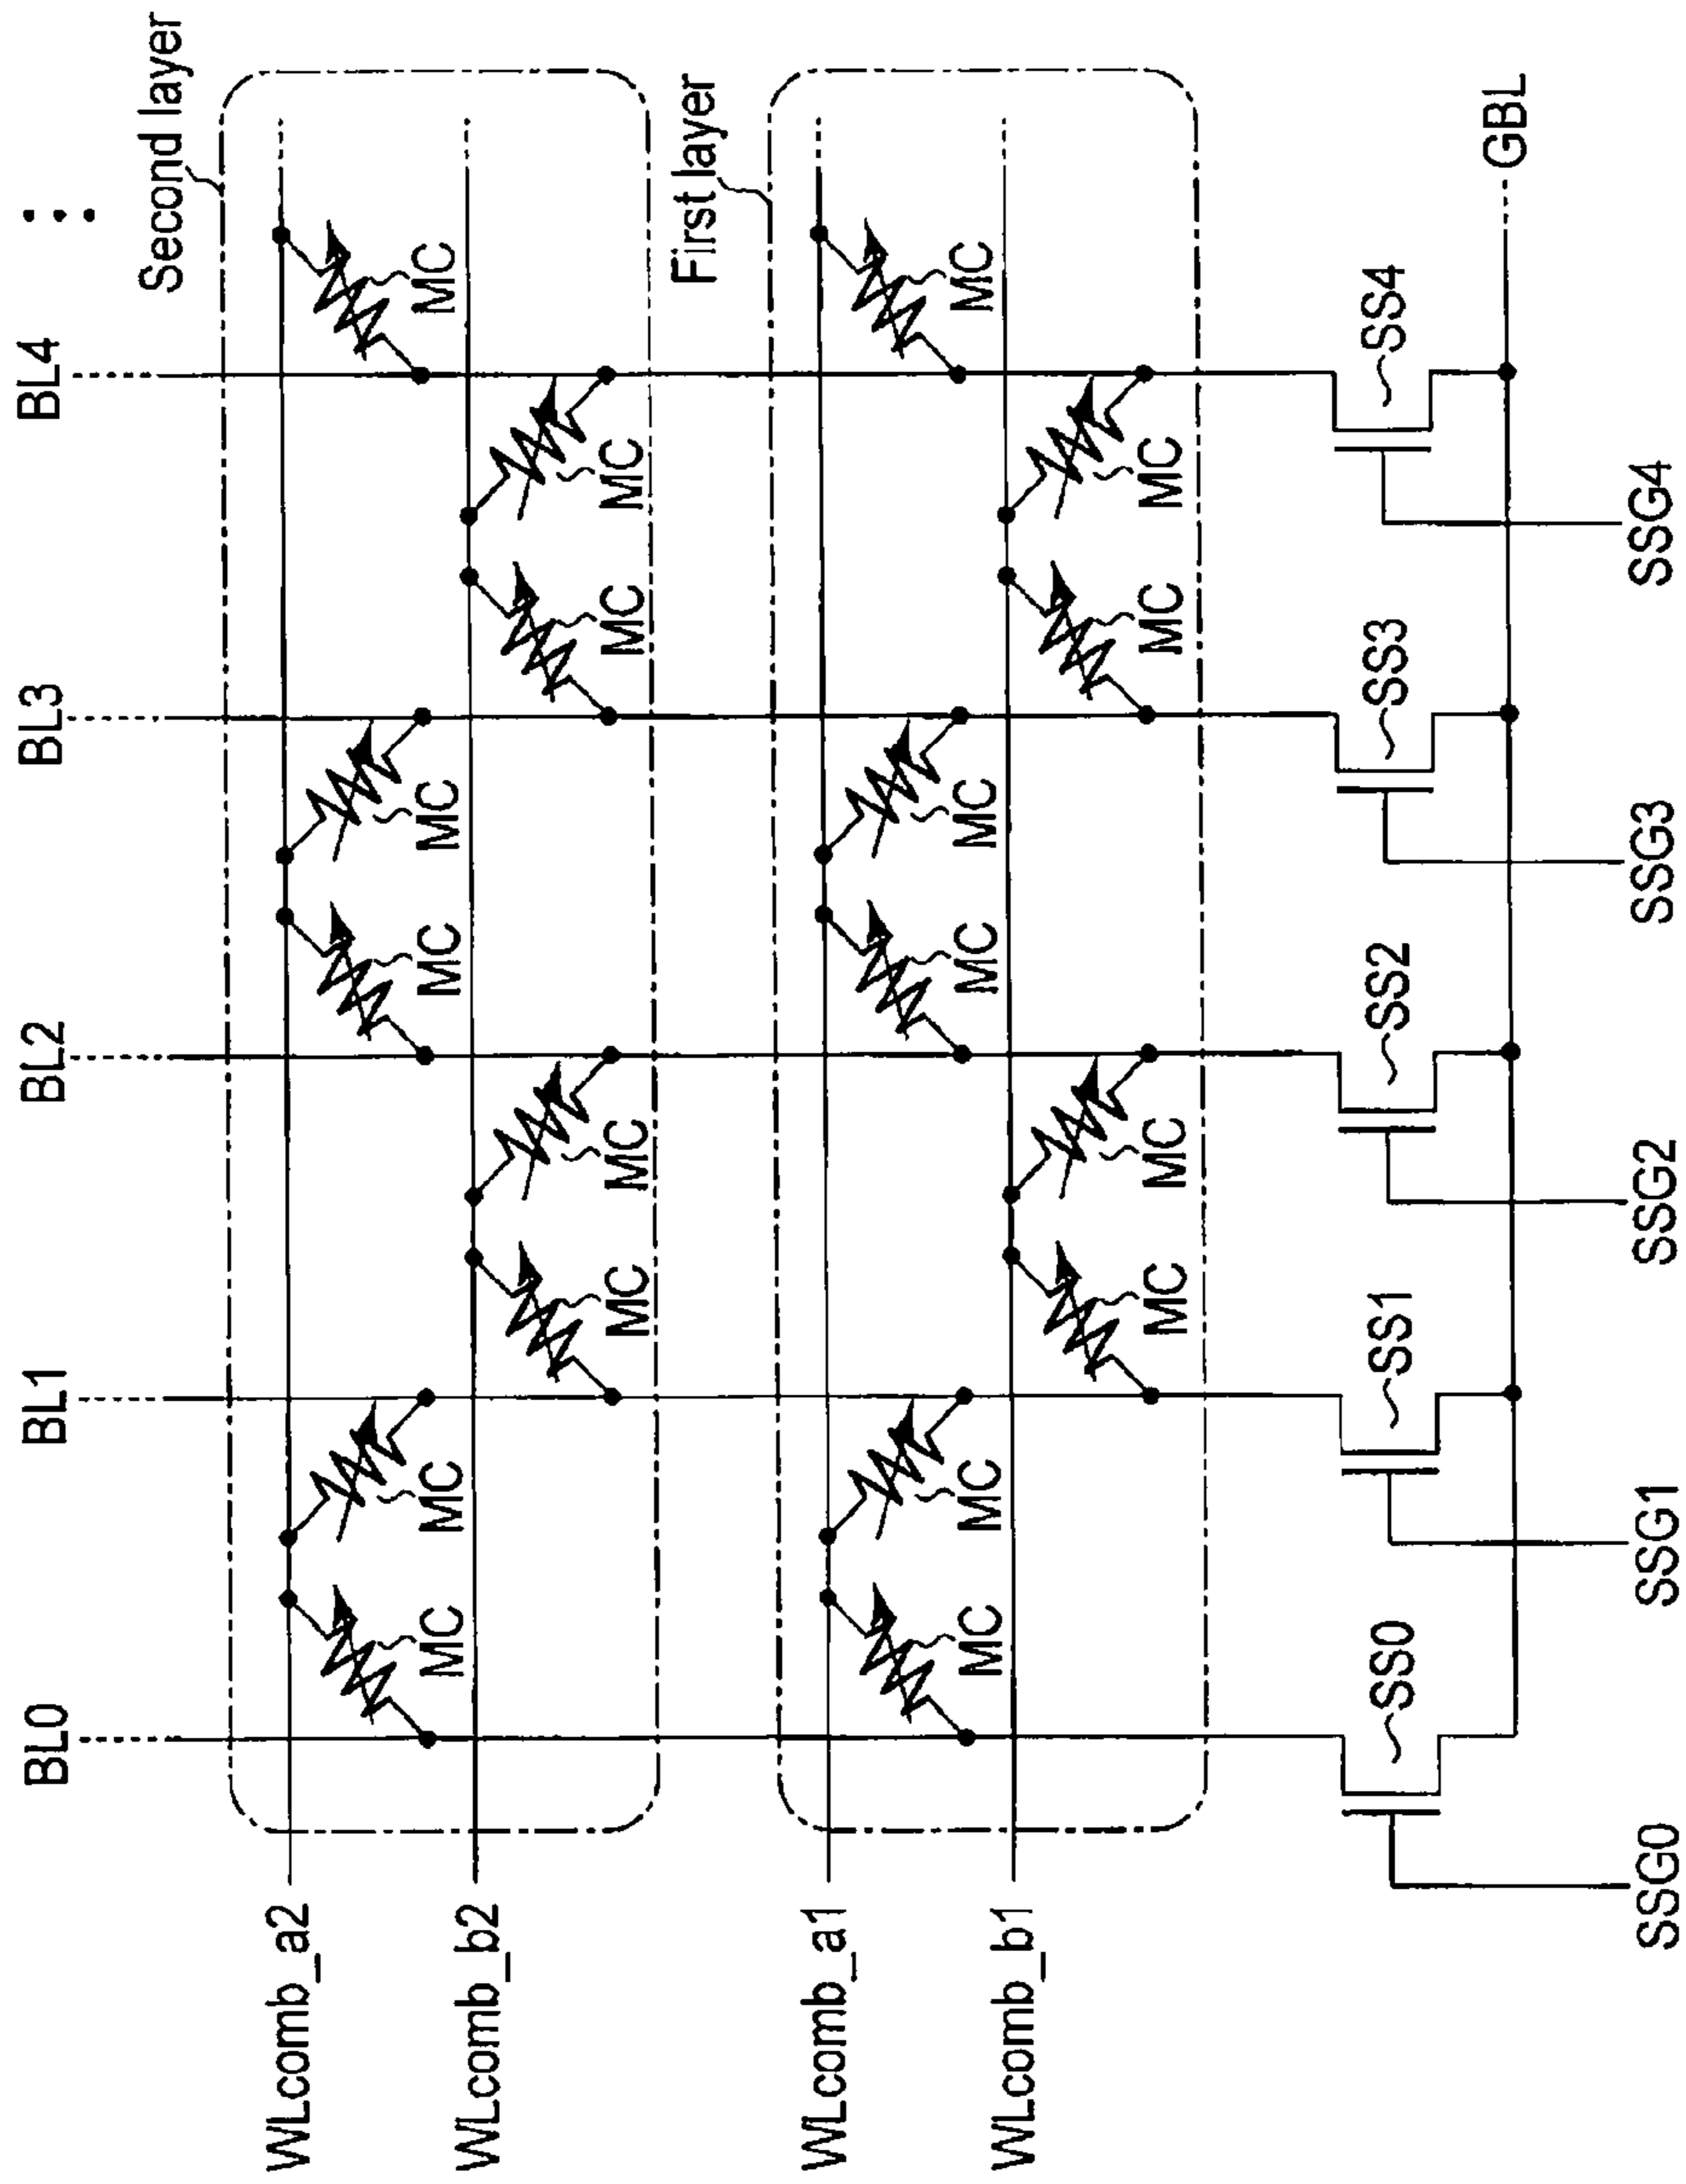 BL0 BL1 BL2 BL3 BL4 ...
Second layer
WLcomb_a2
MC MC MC MC MC
WLcomb_b2
MC MC MC MC
First layer
WLcomb_a1
MC MC MC MC MC
WLcomb_b1
MC MC MC MC
SS0 SS1 SS2 SS3 SS4
GBL
SSG0 SSG1 SSG2 SSG3 SSG4